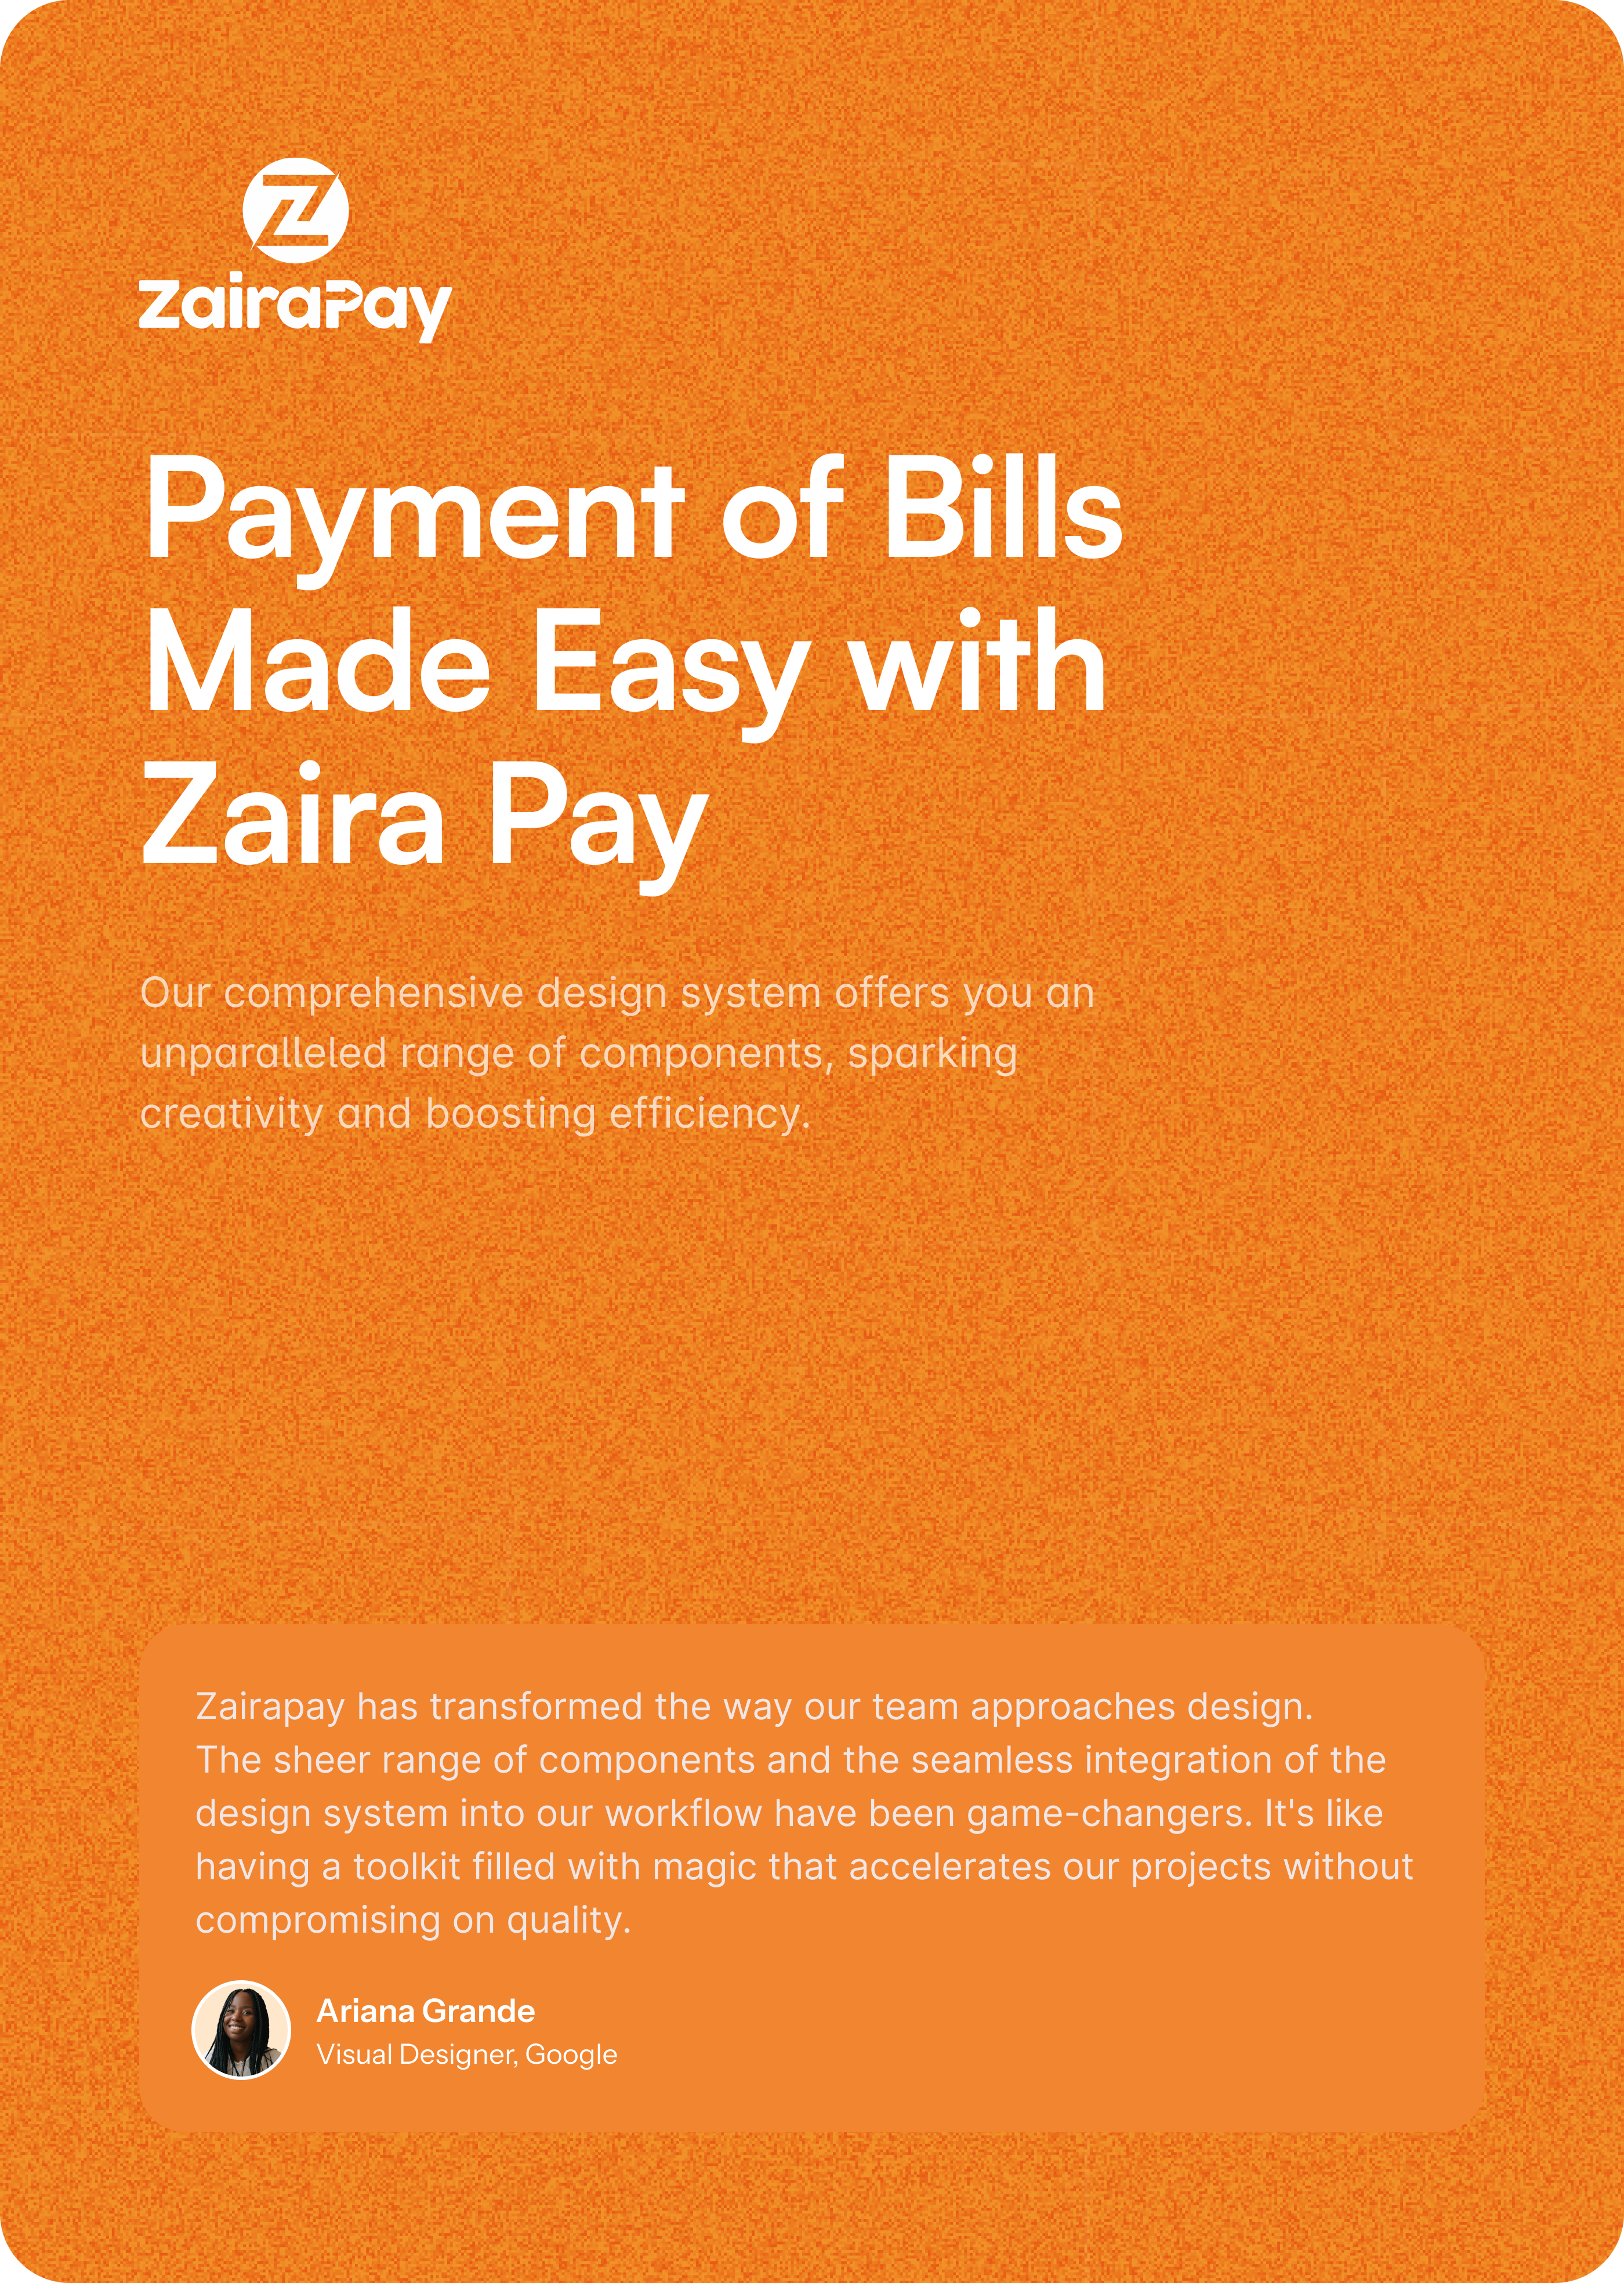 Z
ZairaPay
Payment of Bills
Made Easy with
Zaira Pay
Our comprehensive design system offers you an
unparalleled range of components, sparking
creativity and boosting efficiency.
Zairapay has transformed the way our team approaches design.
The sheer range of components and the seamless integration of the
design system into our workflow have been game-changers. It's like
having a toolkit filled with magic that accelerates our projects without
compromising on quality.
Ariana Grande
Visual Designer, Google